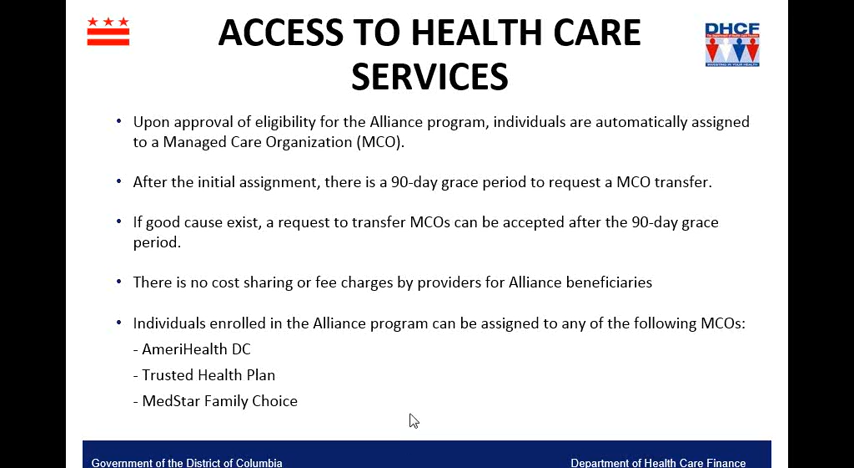 ACCESS TO HEALTH CARE
SERVICES
DHCF
• Upon approval of eligibility for the Alliance program, individuals are automatically assigned
to a Managed Care Organization (MCO).
• After the initial assignment, there is a 90-day grace period to request a MCO transfer.
• If good cause exist, a request to transfer MCOs can be accepted after the 90-day grace
period.
• There is no cost sharing or fee charges by providers for Alliance beneficiaries
• Individuals enrolled in the Alliance program can be assigned to any of the following MCOs:
- AmeriHealth DC
- Trusted Health Plan
- MedStar Family Choice
Government of the District of Columbia
Department of Health Care Finance